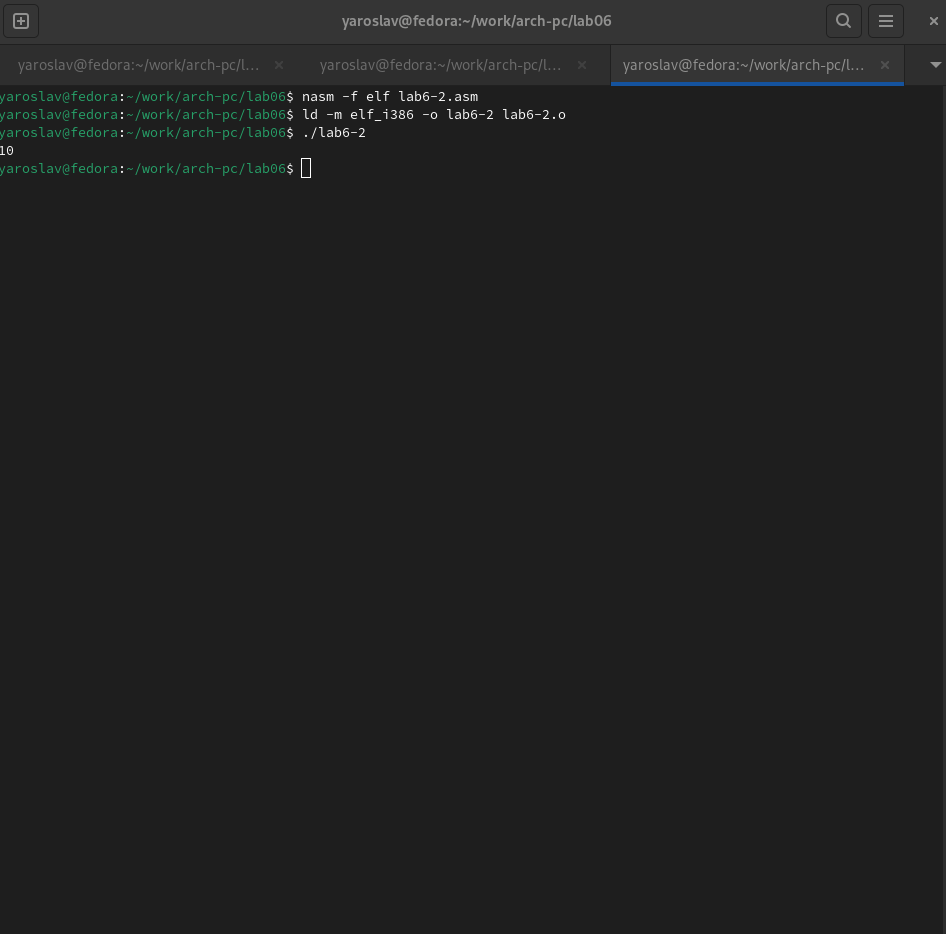 yaroslav@fedora:~/work/arch-pc/lab06
yaroslav@fedora:~/work/arch-pc/l...
yaroslav@fedora:~/work/arch-pc/l...
yaroslav@fedora:~/work/arch-pc/l...
yaroslav@fedora:~/work/arch-pc/lab06$ nasm -f elf lab6-2.asm
yaroslav@fedora:~/work/arch-pc/lab06$ ld -m elf_i386 -o lab6-2 lab6-2.o
yaroslav@fedora:~/work/arch-pc/lab06$ ./lab6-2
10
yaroslav@fedora:~/work/arch-pc/lab06$